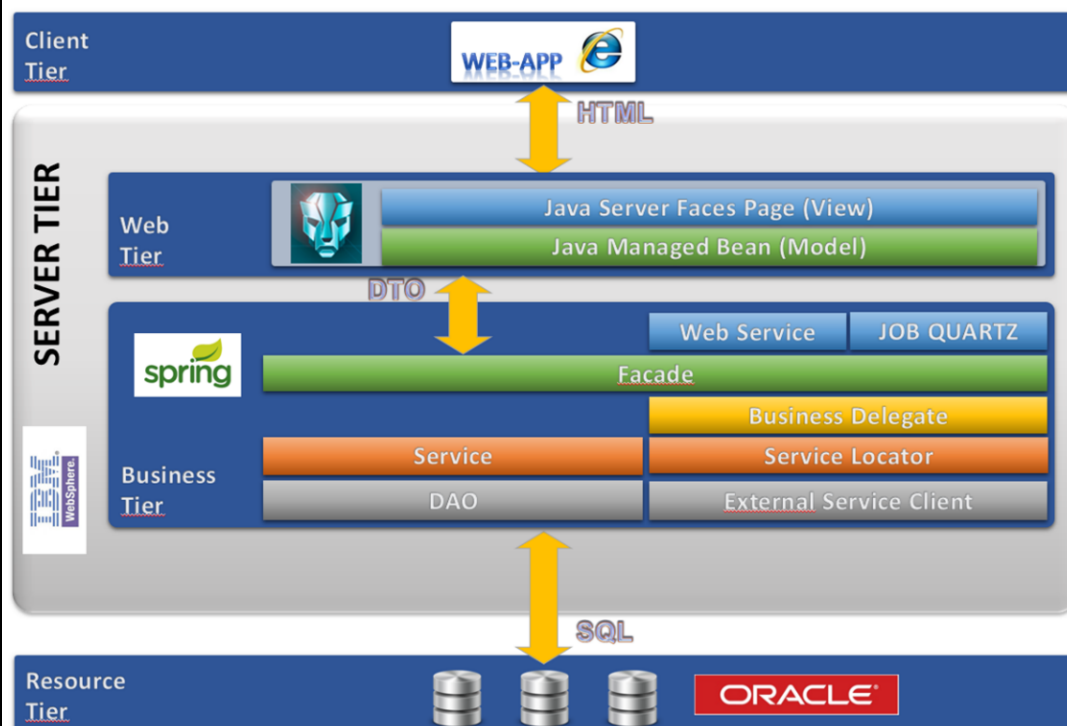 Client
Tier
WEB-APP
HTML
SERVER TIER
Web
Tier
Java Server Faces Page (View)
Java Managed Bean (Model)
DTO
spring
Web Service
JOB QUARTZ
Facade
Business Delegate
Service
Service Locator
Business
Tier
DAO
External Service Client
IBM.
WebSphere.
SQL
Resource
Tier
ORACLE®